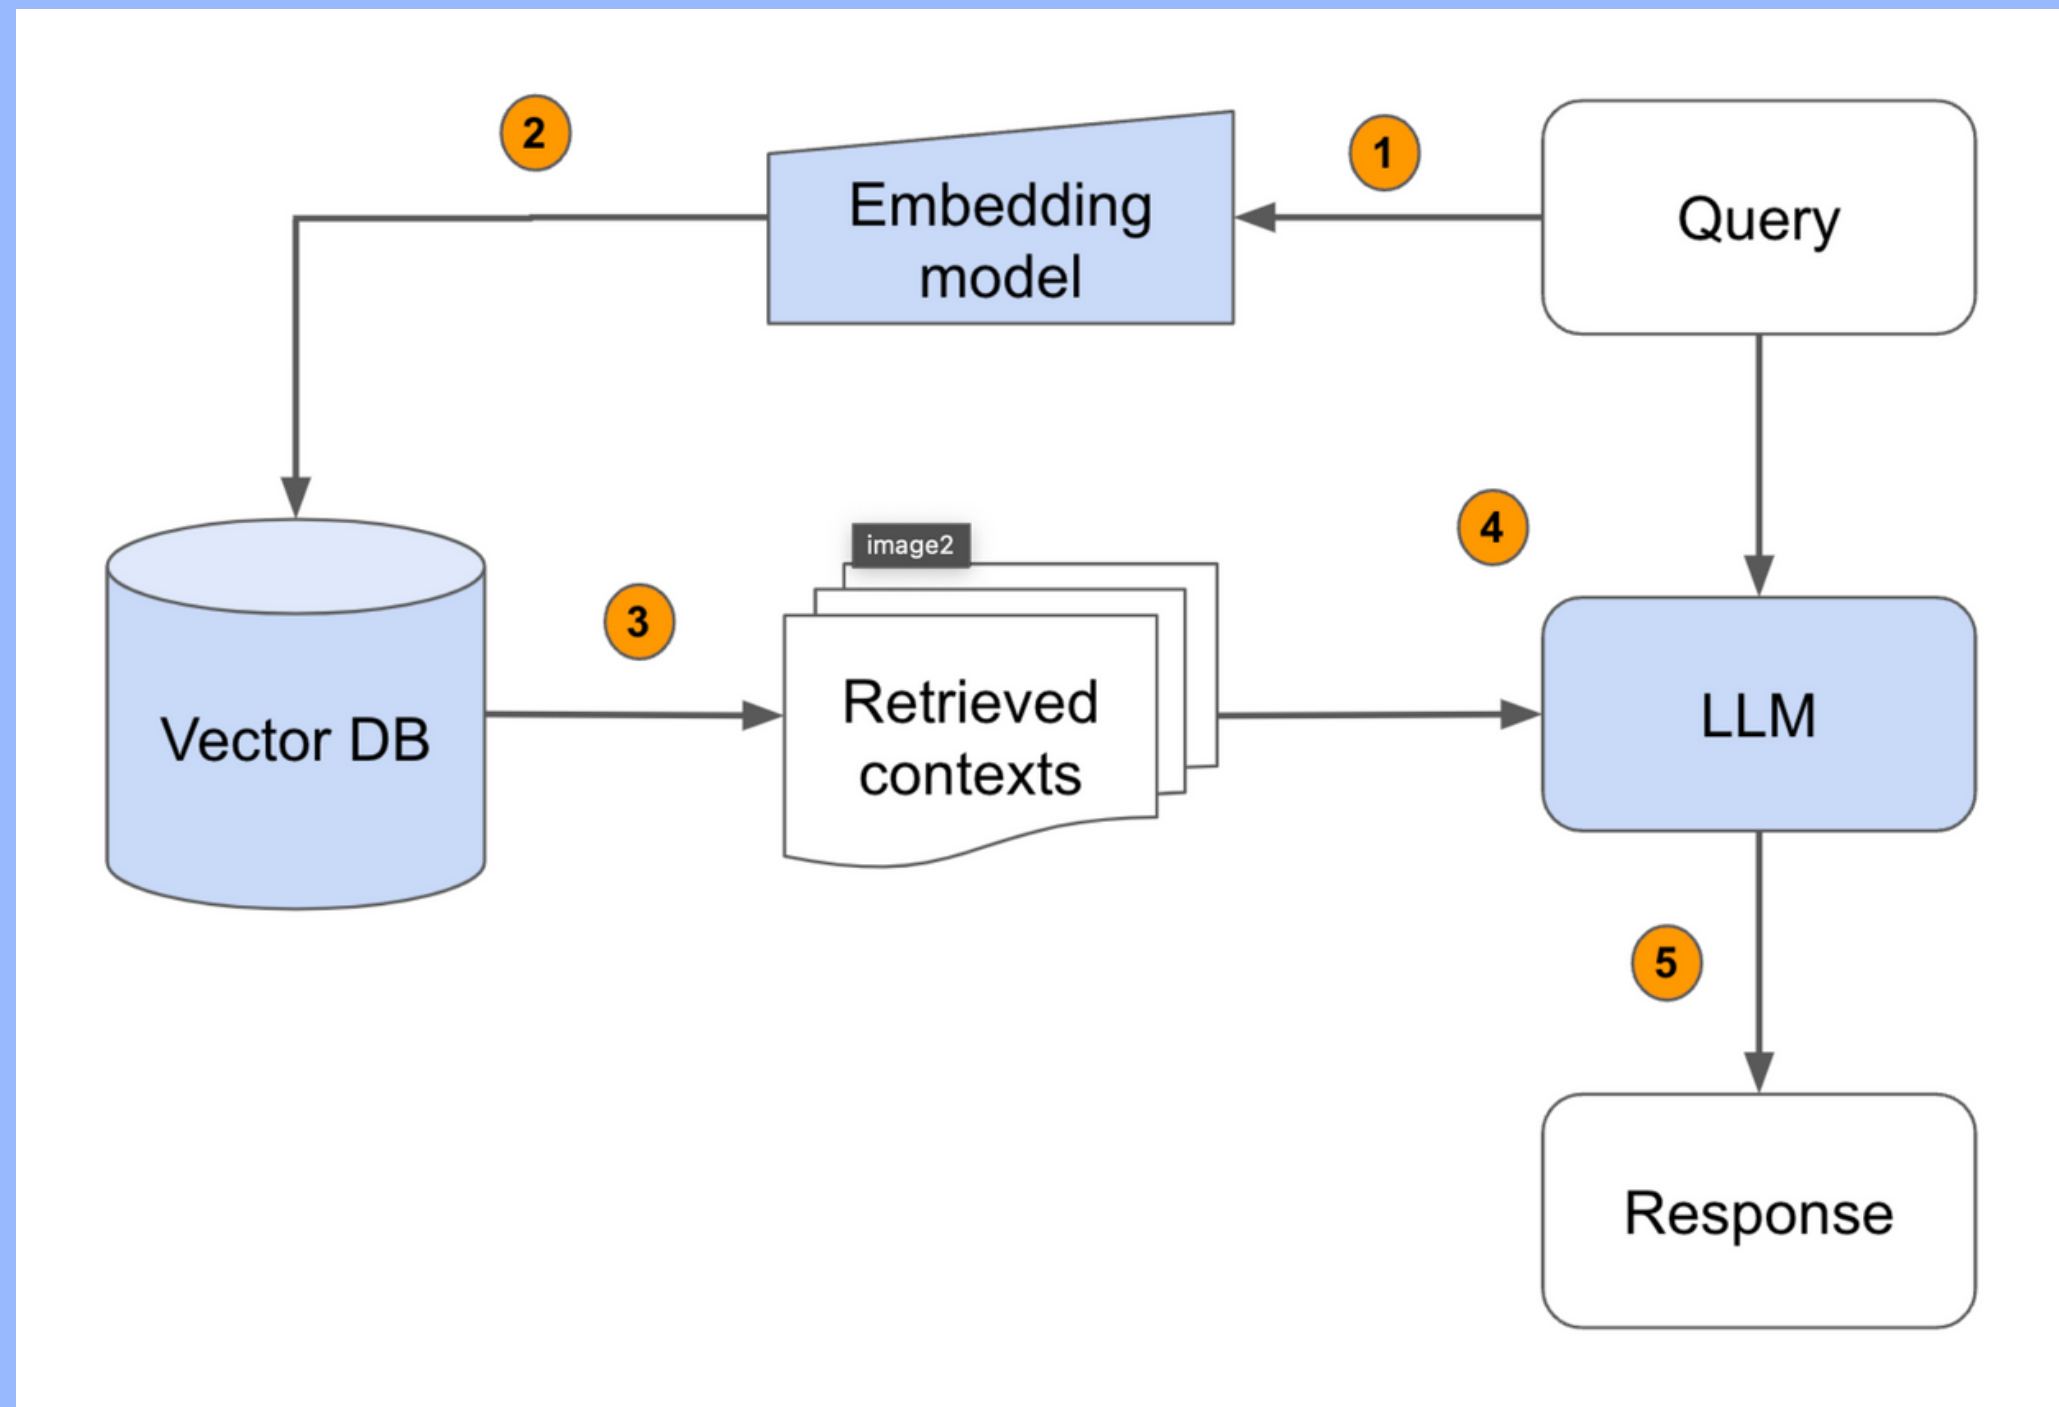 2
1
Embedding
model
Query
image2
4
3
Retrieved
contexts
LLM
Vector DB
5
Response